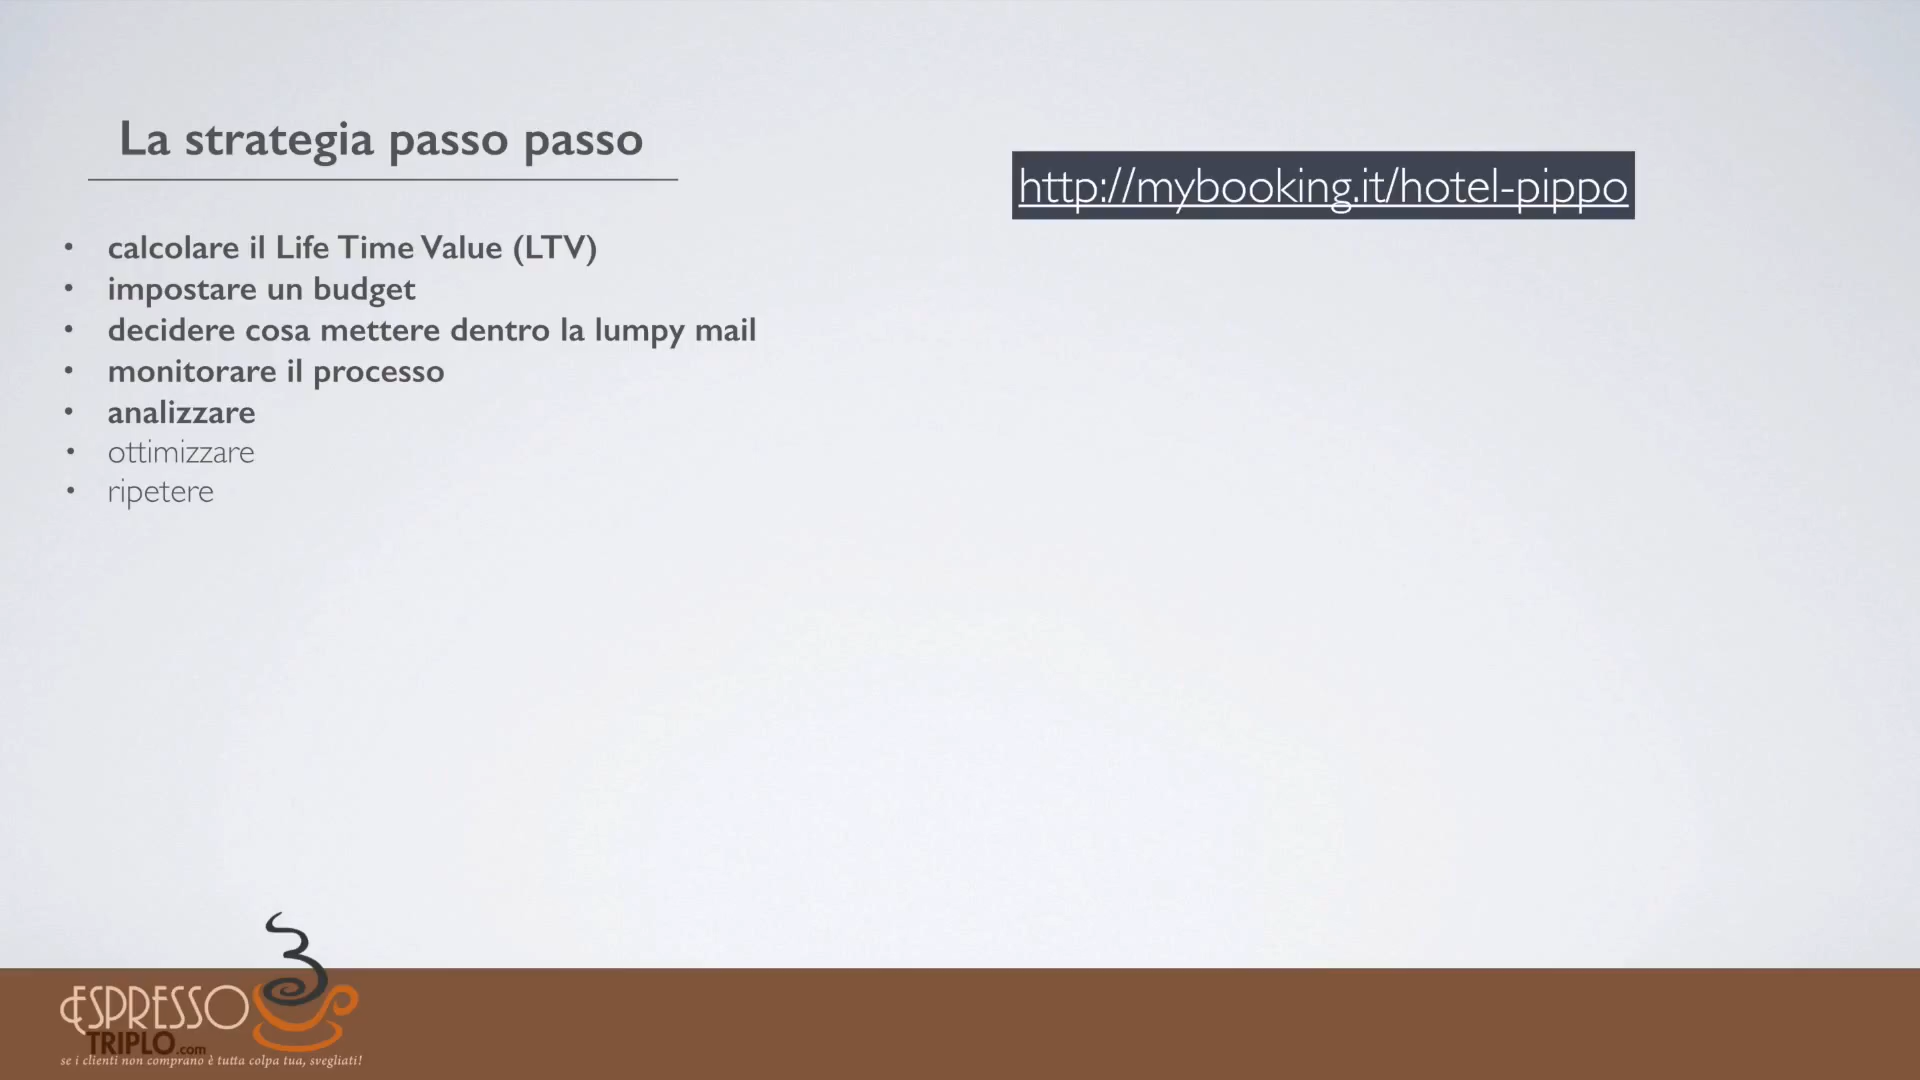 La strategia passo passo
• calcolare il Life Time Value (LTV)
• impostare un budget
• decidere cosa mettere dentro la lumpy mail
• monitorare il processo
• analizzare
• ottimizzare
• ripetere
http://mybooking.it/hotel-pippo
ESPRESSO
TRIPLO.com
se i clienti non comprano è tutta colpa tua, svegliati!